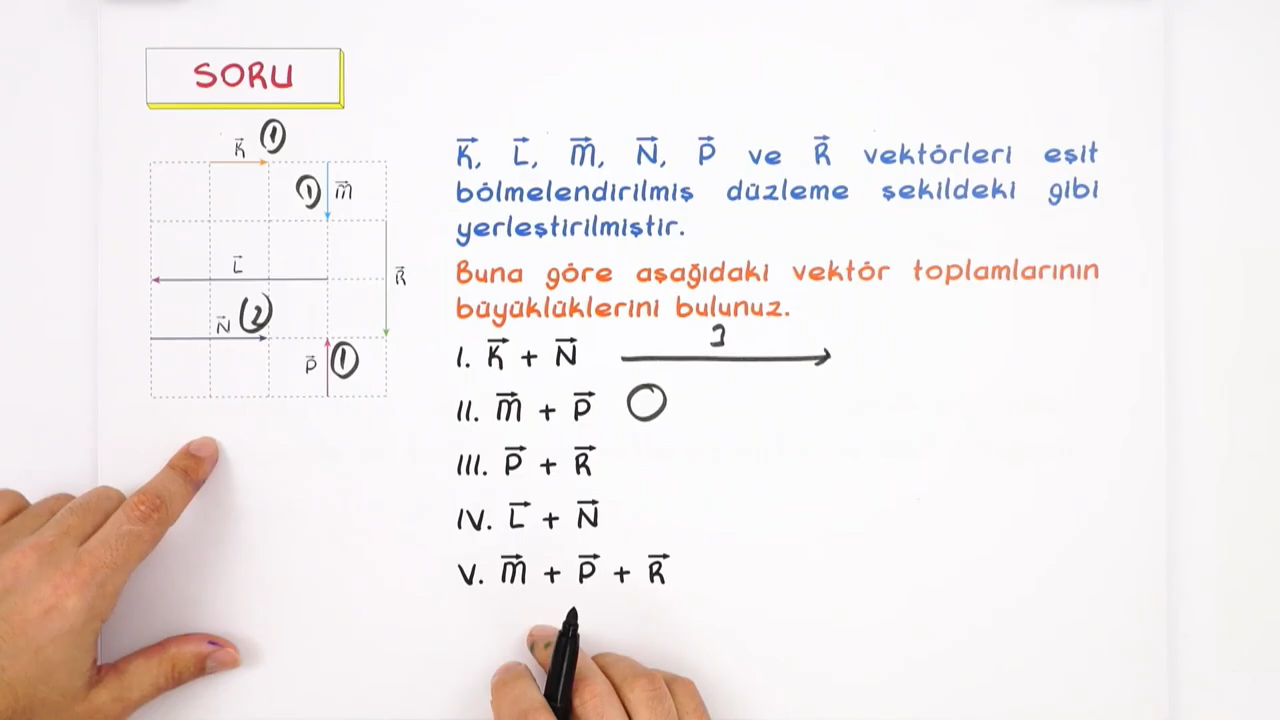 SORU
K (1)
(1) M
L
R
N (2)
P (1)
K, L, M, N, P ve R vektörleri eşit
bölmelendirilmiş düzleme şekildeki gibi
yerleştirilmiştir.
Buna göre aşağıdaki vektör toplamlarının
büyüklüklerini bulunuz.
I. K + N 3
II. M + P 0
III. P + R
IV. L + N
V. M + P + R